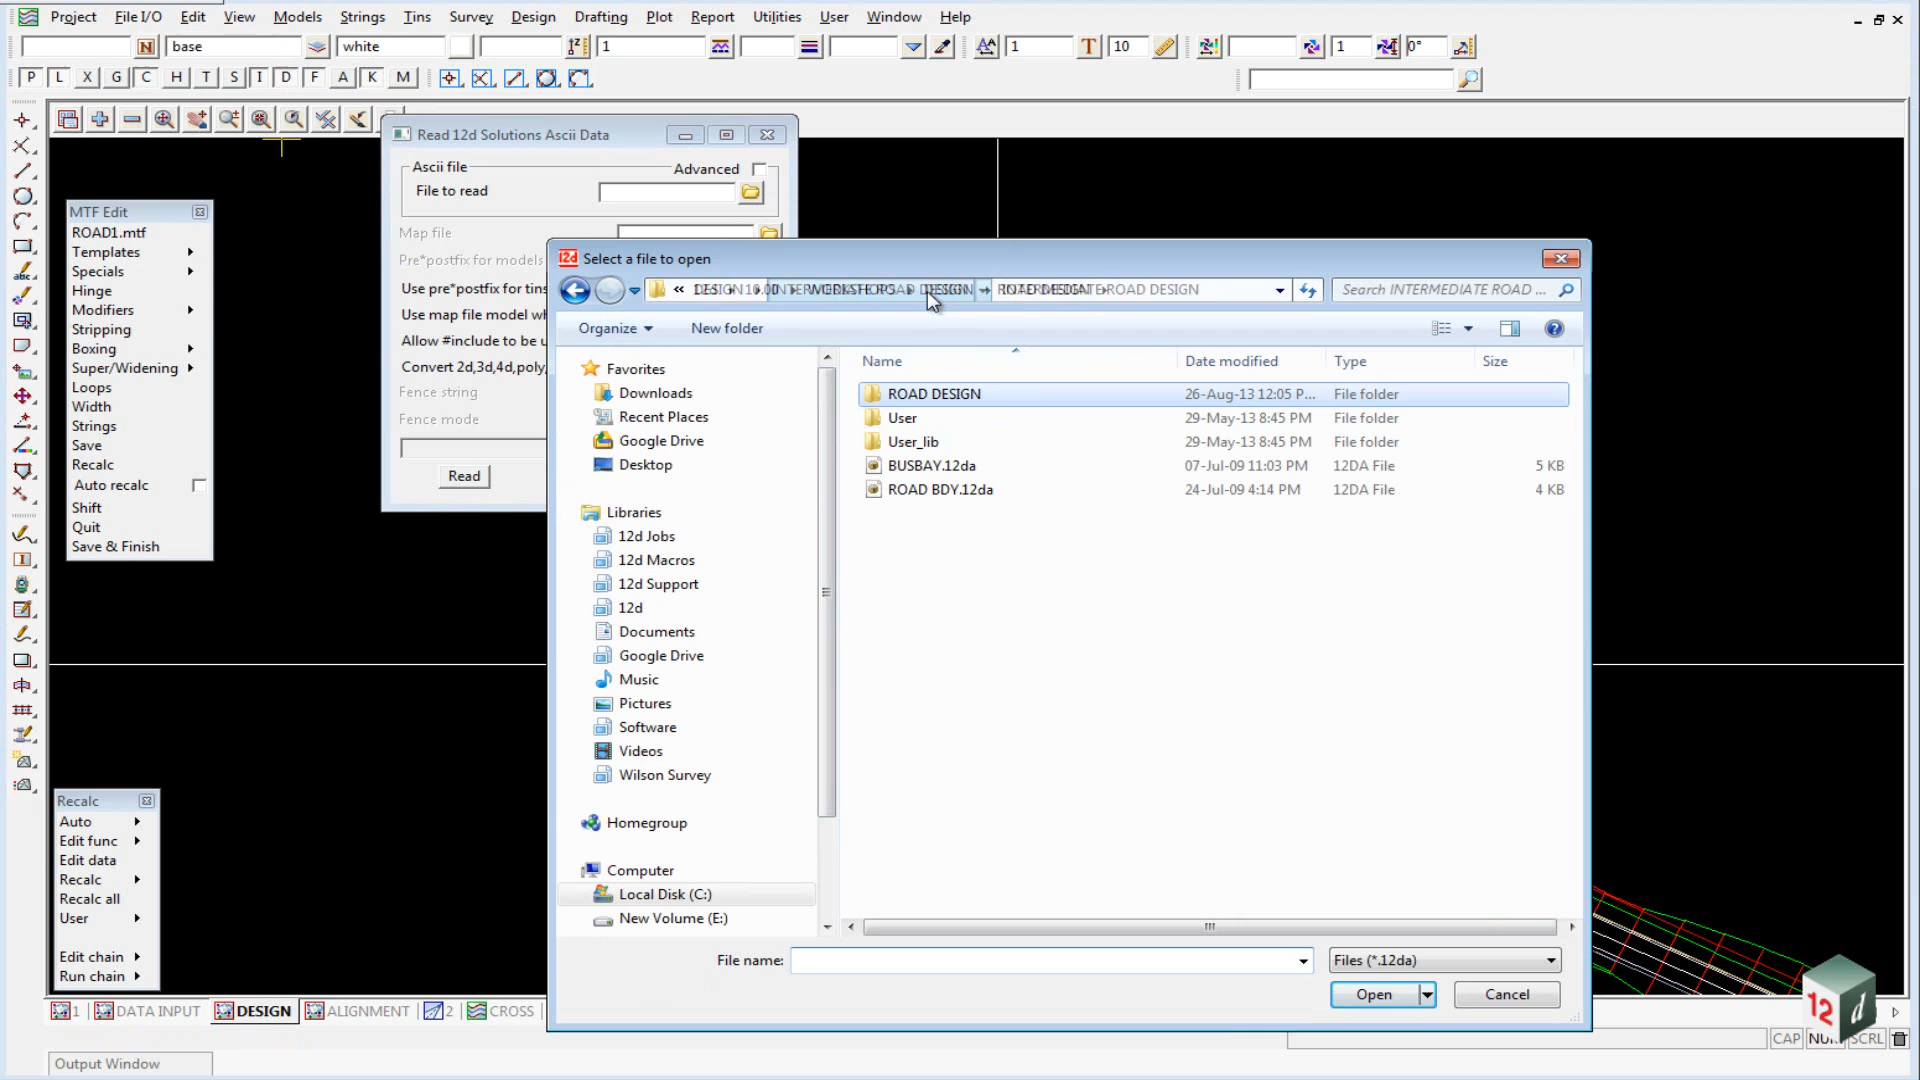 Project File I/O Edit View Models Strings Tins Survey Design Drafting Plot Report Utilities User Window Help
N base white 1 T 1 10 1 0°
P L X G C H T S I D F A K M
Read 12d Solutions Ascii Data
Ascii file Advanced
File to read
Map file
Pre*postfix for models
Use pre*postfix for tins
Use map file model wh
Allow #include to be u
Convert 2d,3d,4d,poly,
Fence string
Fence mode
Read
MTF Edit
ROAD1.mtf
Templates
Specials
Hinge
Modifiers
Stripping
Boxing
Super/Widening
Loops
Width
Strings
Save
Recalc
Auto recalc
Shift
Quit
Save & Finish
Recalc
Auto
Edit func
Edit data
Recalc
Recalc all
User
Edit chain
Run chain
12d Select a file to open
Search INTERMEDIATE ROAD ...
Organize New folder
Favorites
Downloads
Recent Places
Google Drive
Desktop
Libraries
12d Jobs
12d Macros
12d Support
12d
Documents
Google Drive
Music
Pictures
Software
Videos
Wilson Survey
Homegroup
Computer
Local Disk (C:)
New Volume (E:)
Name Date modified Type Size
ROAD DESIGN 26-Aug-13 12:05 P... File folder
User 29-May-13 8:45 PM File folder
User_lib 29-May-13 8:45 PM File folder
BUSBAY.12da 07-Jul-09 11:03 PM 12DA File 5 KB
ROAD BDY.12da 24-Jul-09 4:14 PM 12DA File 4 KB
File name: Files (*.12da)
Open Cancel
1 DATA INPUT DESIGN ALIGNMENT 2 CROSS
12 d
CAP NUM SCRL
Output Window